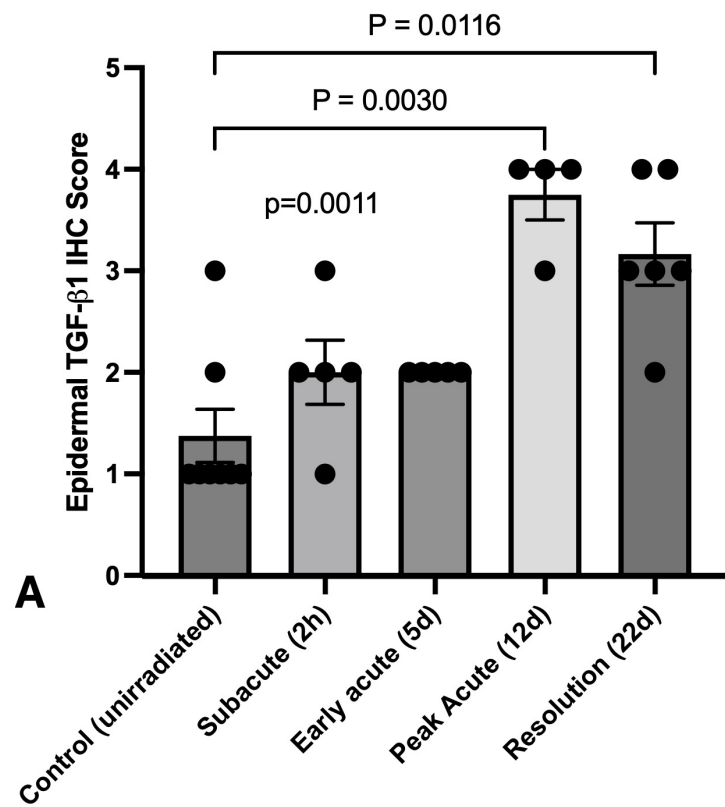 P = 0.0116
P = 0.0030
p=0.0011
Epidermal TGF-β1 IHC Score
5
4
3
2
1
0
A
Control (unirradiated)
Subacute (2h)
Early acute (5d)
Peak Acute (12d)
Resolution (22d)